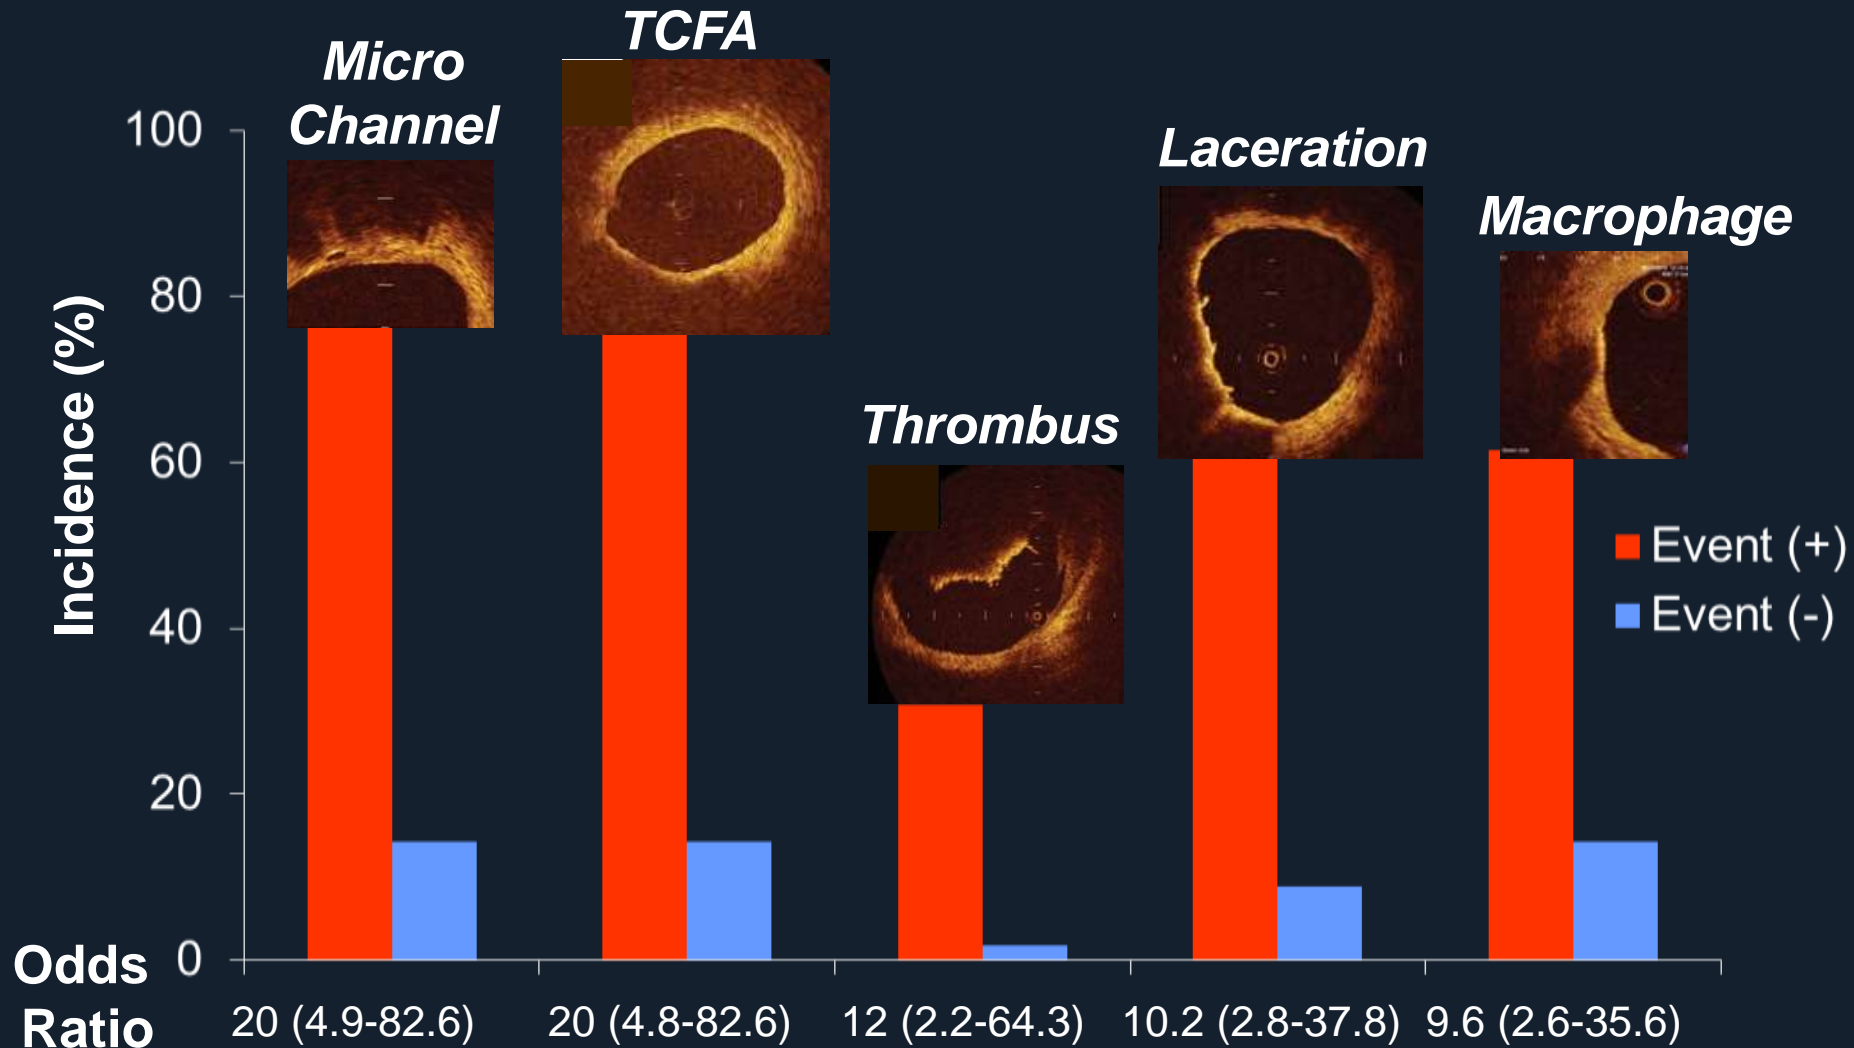 TCFA
Micro
Channel
Laceration
Macrophage
Thrombus
Incidence (%)
100
80
60
40
20
0
Event (+)
Event (-)
Odds
Ratio
20 (4.9-82.6)
20 (4.8-82.6)
12 (2.2-64.3)
10.2 (2.8-37.8)
9.6 (2.6-35.6)